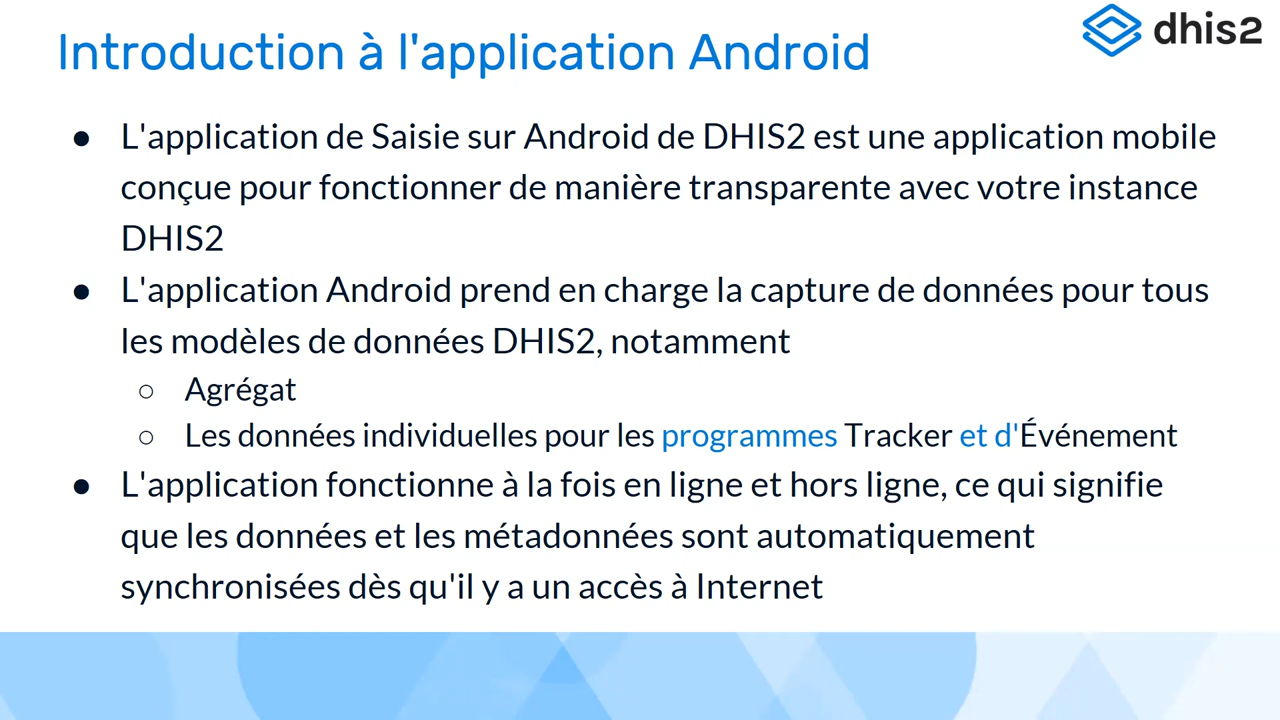 Introduction à l'application Android
dhis2
● L'application de Saisie sur Android de DHIS2 est une application mobile
conçue pour fonctionner de manière transparente avec votre instance
DHIS2
● L'application Android prend en charge la capture de données pour tous
les modèles de données DHIS2, notamment
○ Agrégat
○ Les données individuelles pour les programmes Tracker et d'Événement
● L'application fonctionne à la fois en ligne et hors ligne, ce qui signifie
que les données et les métadonnées sont automatiquement
synchronisées dès qu'il y a un accès à Internet